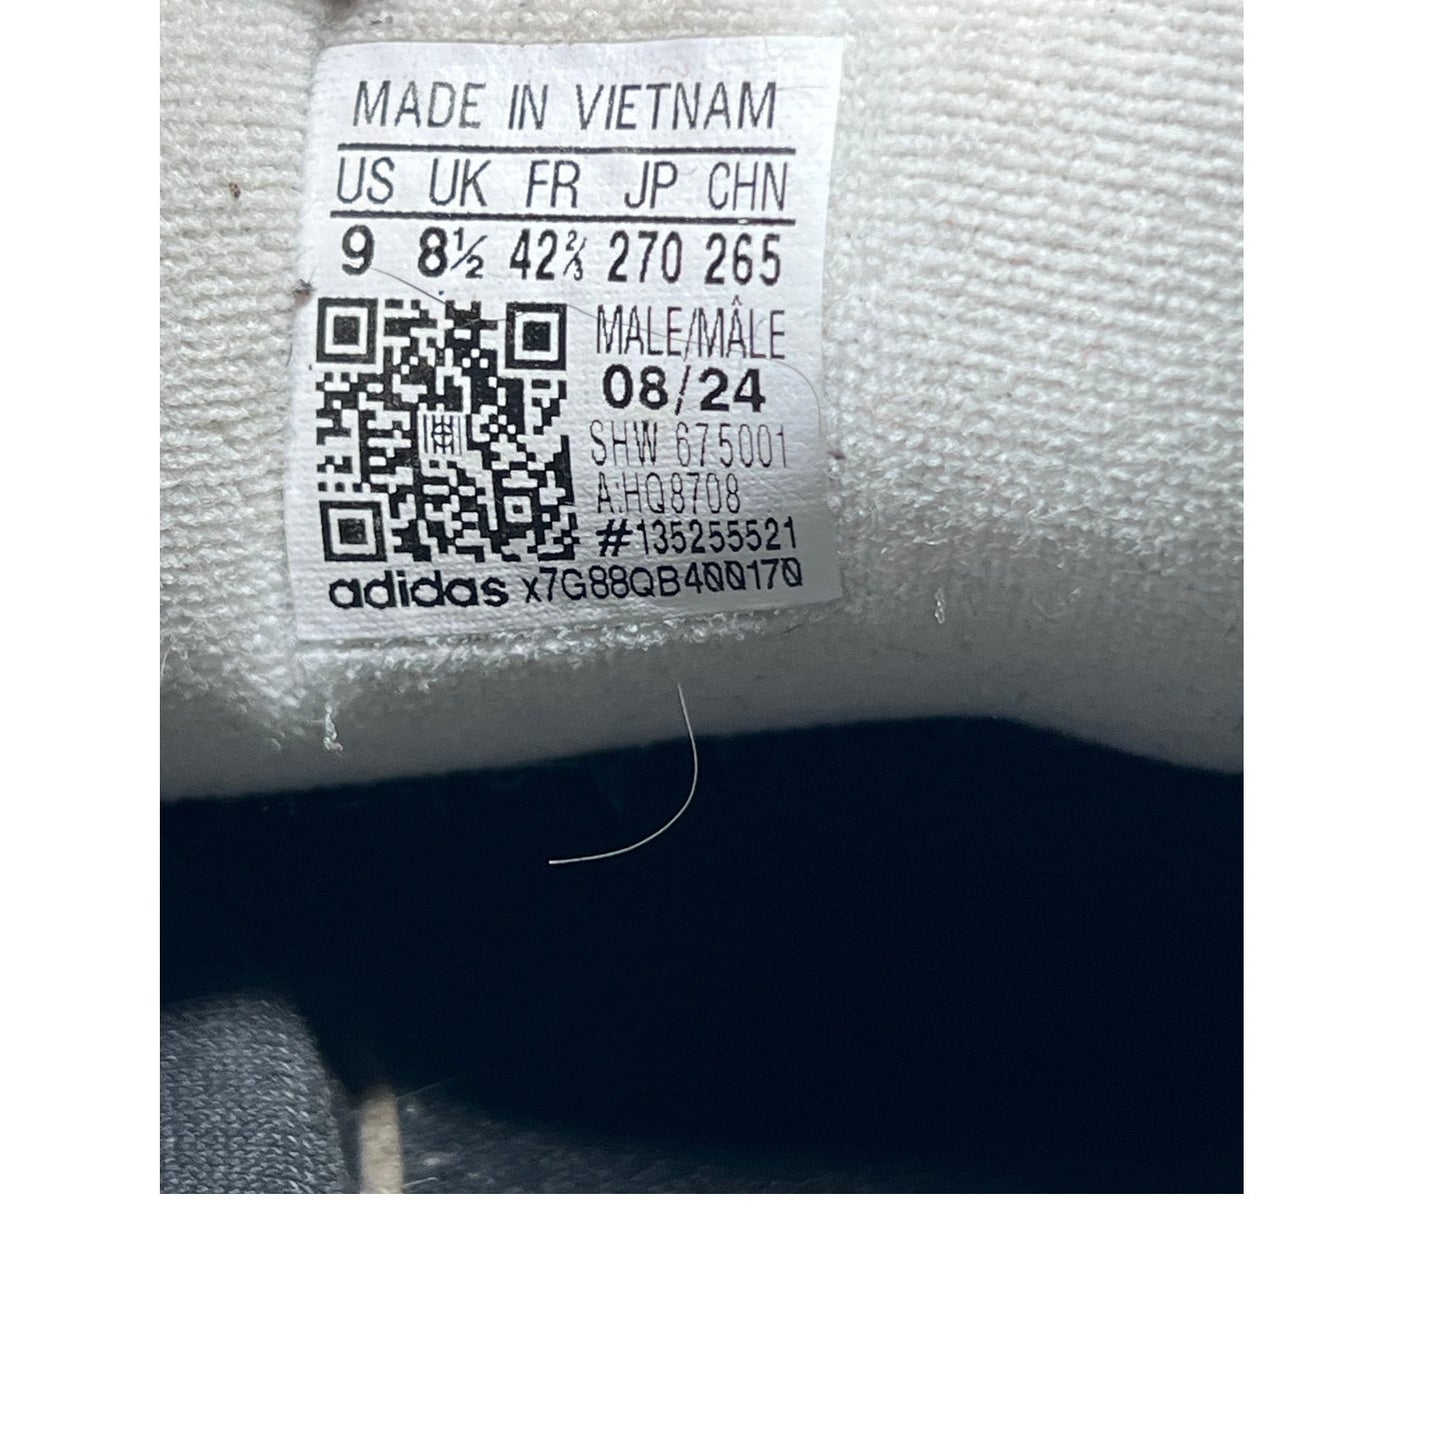 MADE IN VIETNAM
US UK FR JP CHN
9 8½ 42⅔ 270 265
MALE/MÂLE
08/24
SHW 675001
A:HQ8708
#135255521
adidas x7G88QB400170